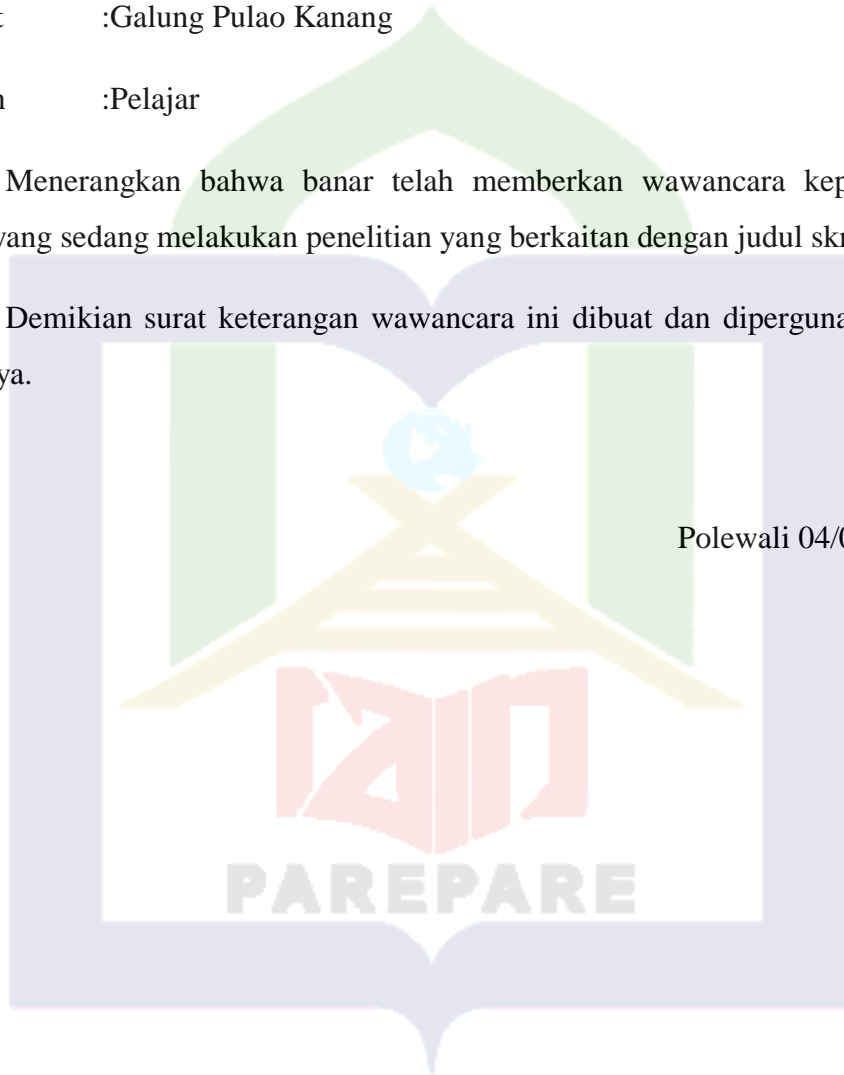 t :Galung Pulao Kanang
n :Pelajar
Menerangkan bahwa banar telah memberkan wawancara kep
yang sedang melakukan penelitian yang berkaitan dengan judul skr
Demikian surat keterangan wawancara ini dibuat dan diperguna
ya.
Polewali 04/0
iain
PAREPARE